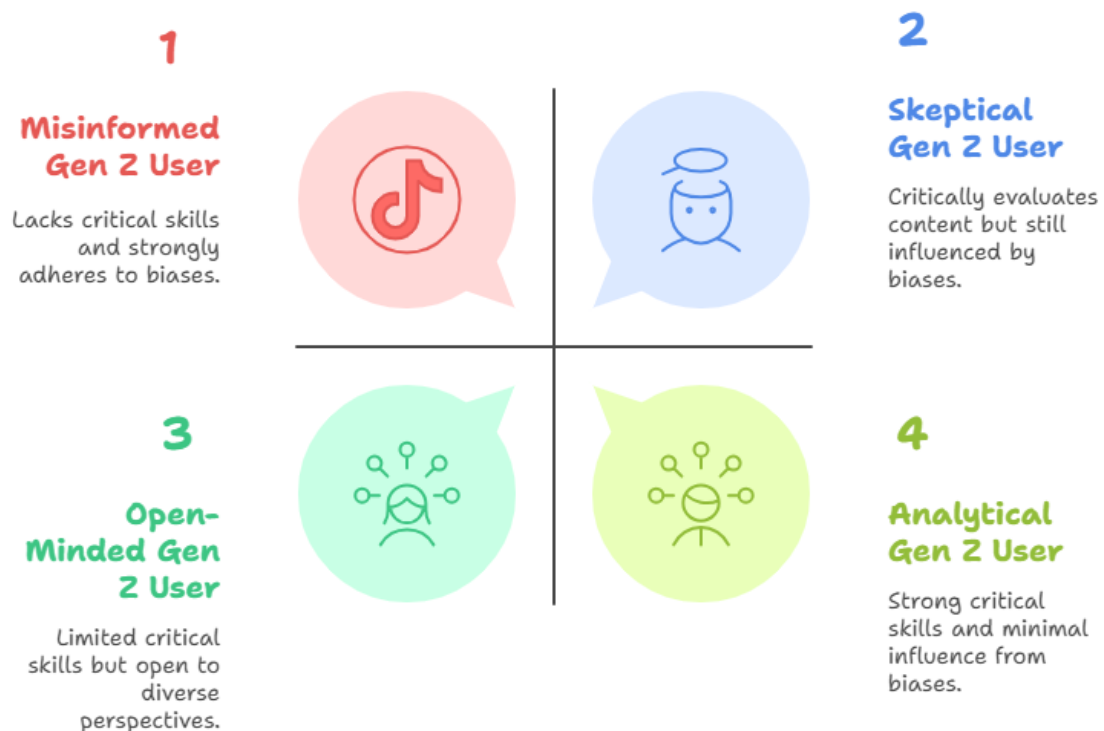 1
Misinformed
Gen Z User
Lacks critical skills
and strongly
adheres to biases.
2
Skeptical
Gen Z User
Critically evaluates
content but still
influenced by
biases.
3
Open-
Minded Gen
Z User
Limited critical
skills but open to
diverse
perspectives.
4
Analytical
Gen Z User
Strong critical
skills and minimal
influence from
biases.